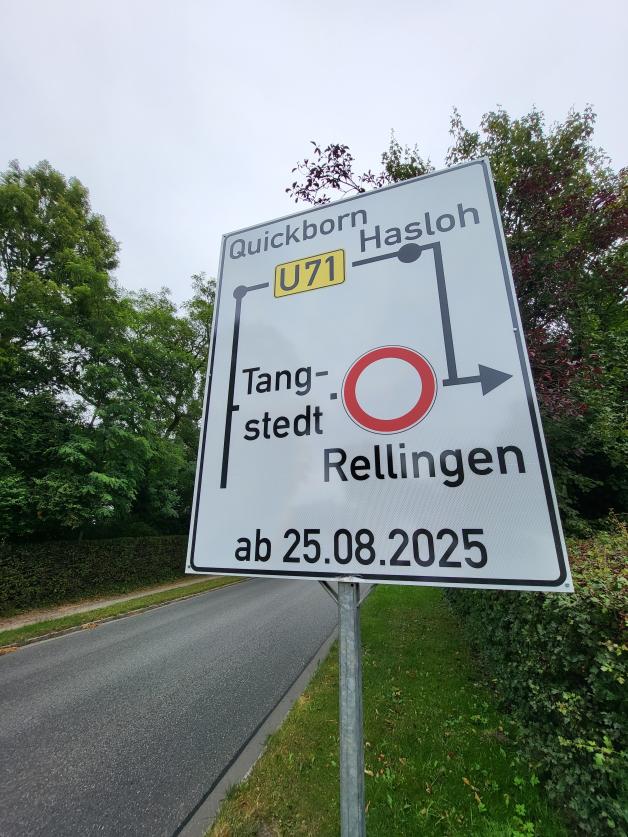 Quickborn
Hasloh
U71
Tang-
stedt
Rellingen
ab 25.08.2025